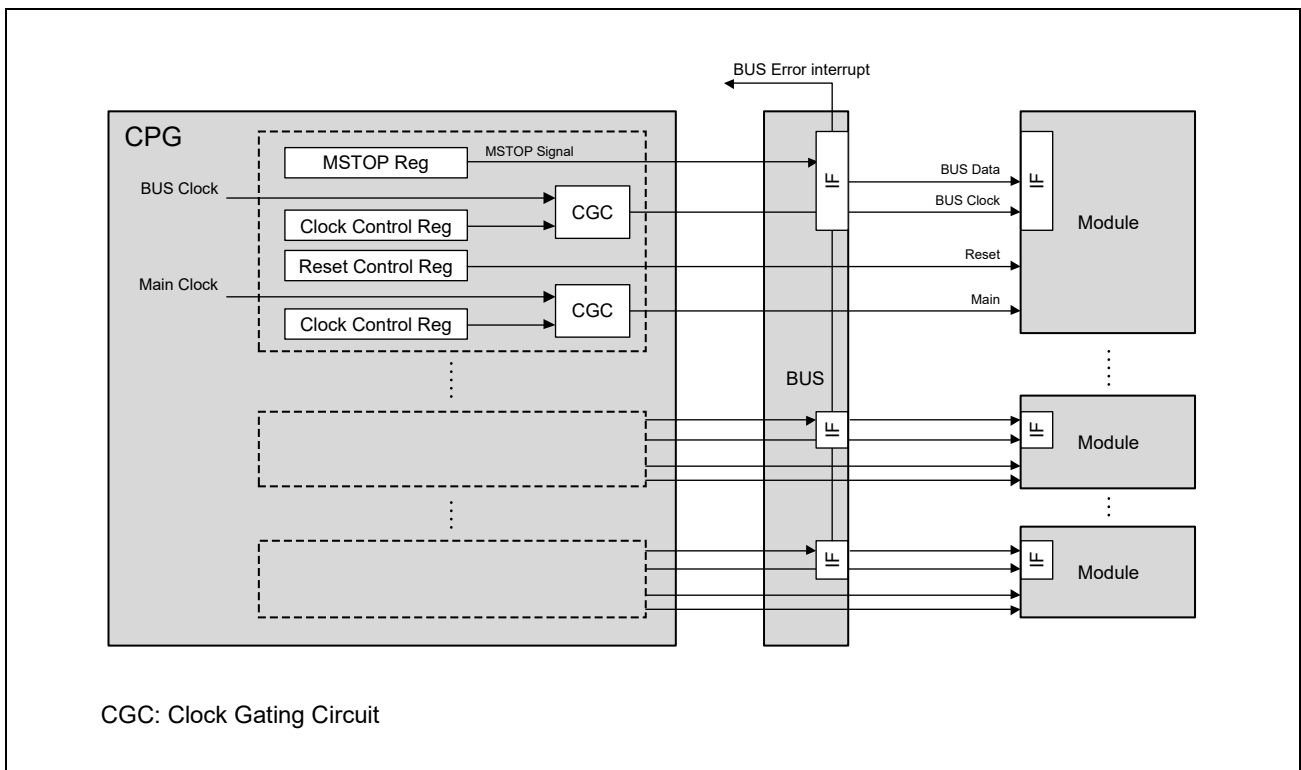 BUS Error interrupt
CPG
MSTOP Reg
MSTOP Signal
IF
BUS Data
IF
BUS Clock
CGC
BUS Clock
Module
Clock Control Reg
Reset Control Reg
Reset
Main Clock
CGC
Main
Clock Control Reg
BUS
IF
IF
Module
IF
IF
Module
CGC: Clock Gating Circuit